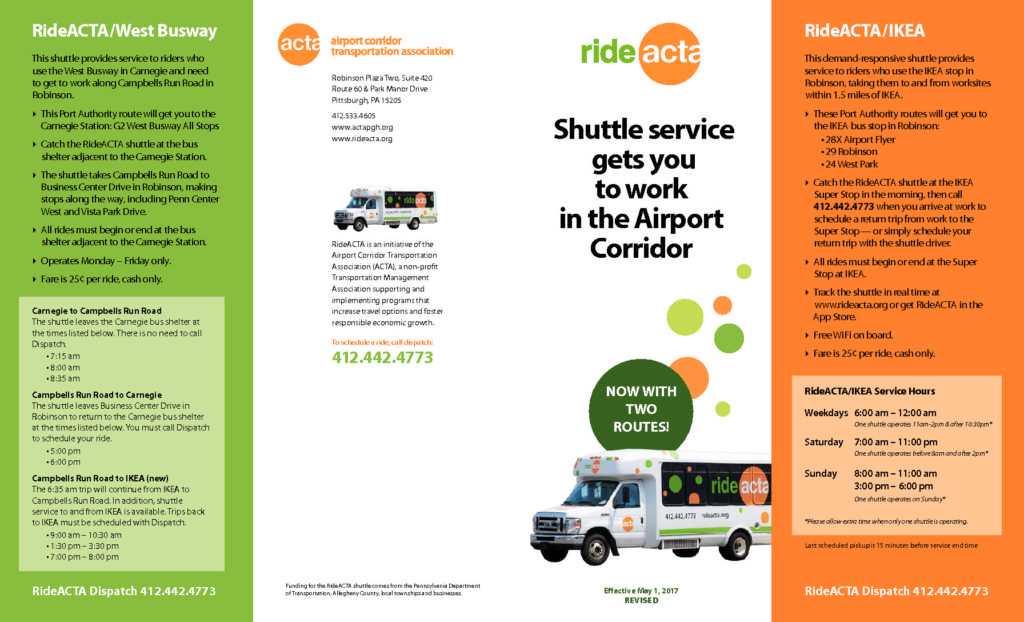 RideACTA/West Busway
This shuttle provides service to riders who
use the West Busway in Carnegie and need
to get to work along Campbells Run Road in
Robinson.
This Port Authority route will get you to the
Carnegie Station: G2 West Busway All Stops
Catch the RideACTA shuttle at the bus
shelter adjacent to the Carnegie Station.
The shuttle takes Campbells Run Road to
Business Center Drive in Robinson, making
stops along the way, including Penn Center
West and Vista Park Drive.
All rides must begin or end at the bus
shelter adjacent to the Carnegie Station.
Operates Monday – Friday only.
Fare is 25¢ per ride, cash only.
Carnegie to Campbells Run Road
The shuttle leaves the Carnegie bus shelter at
the times listed below. There is no need to call
Dispatch.
• 7:15 am
• 8:00 am
• 8:35 am
Campbells Run Road to Carnegie
The shuttle leaves Business Center Drive in
Robinson to return to the Carnegie bus shelter
at the times listed below. You must call Dispatch
to schedule your ride.
• 5:00 pm
• 6:00 pm
Campbells Run Road to IKEA (new)
The 6:35 am trip will continue from IKEA to
Campbells Run Road. In addition, shuttle
service to and from IKEA is available. Trips back
to IKEA must be scheduled with Dispatch.
• 9:00 am – 10:30 am
• 1:30 pm – 3:30 pm
• 7:00 pm – 8:00 pm
RideACTA Dispatch 412.442.4773
acta airport corridor
transportation association
Robinson Plaza Two, Suite 420
Route 60 & Park Manor Drive
Pittsburgh, PA 15205
412.533.4605
www.actapgh.org
www.rideacta.org
ride acta
RideACTA is an initiative of the
Airport Corridor Transportation
Association (ACTA), a non-profit
Transportation Management
Association supporting and
implementing programs that
increase travel options and foster
responsible economic growth.
To schedule a ride, call dispatch:
412.442.4773
Funding for the RideACTA shuttle comes from the Pennsylvania Department
of Transportation, Allegheny County, local townships and businesses.
ride acta
Shuttle service
gets you
to work
in the Airport
Corridor
NOW WITH
TWO
ROUTES!
ride acta
412.442.4773 rideacta.org
acta
Effective May 1, 2017
REVISED
RideACTA/IKEA
This demand-responsive shuttle provides
service to riders who use the IKEA stop in
Robinson, taking them to and from worksites
within 1.5 miles of IKEA.
These Port Authority routes will get you to
the IKEA bus stop in Robinson:
• 28X Airport Flyer
• 29 Robinson
• 24 West Park
Catch the RideACTA shuttle at the IKEA
Super Stop in the morning, then call
412.442.4773 when you arrive at work to
schedule a return trip from work to the
Super Stop — or simply schedule your
return trip with the shuttle driver.
All rides must begin or end at the Super
Stop at IKEA.
Track the shuttle in real time at
www.rideacta.org or get RideACTA in the
App Store.
Free WiFi on board.
Fare is 25¢ per ride, cash only.
RideACTA/IKEA Service Hours
Weekdays 6:00 am – 12:00 am
One shuttle operates 11am-2pm & after 10:30pm*
Saturday 7:00 am – 11:00 pm
One shuttle operates before 8am and after 2pm*
Sunday 8:00 am – 11:00 am
3:00 pm – 6:00 pm
One shuttle operates on Sunday*
*Please allow extra time when only one shuttle is operating.
Last scheduled pickup is 15 minutes before service end time
RideACTA Dispatch 412.442.4773